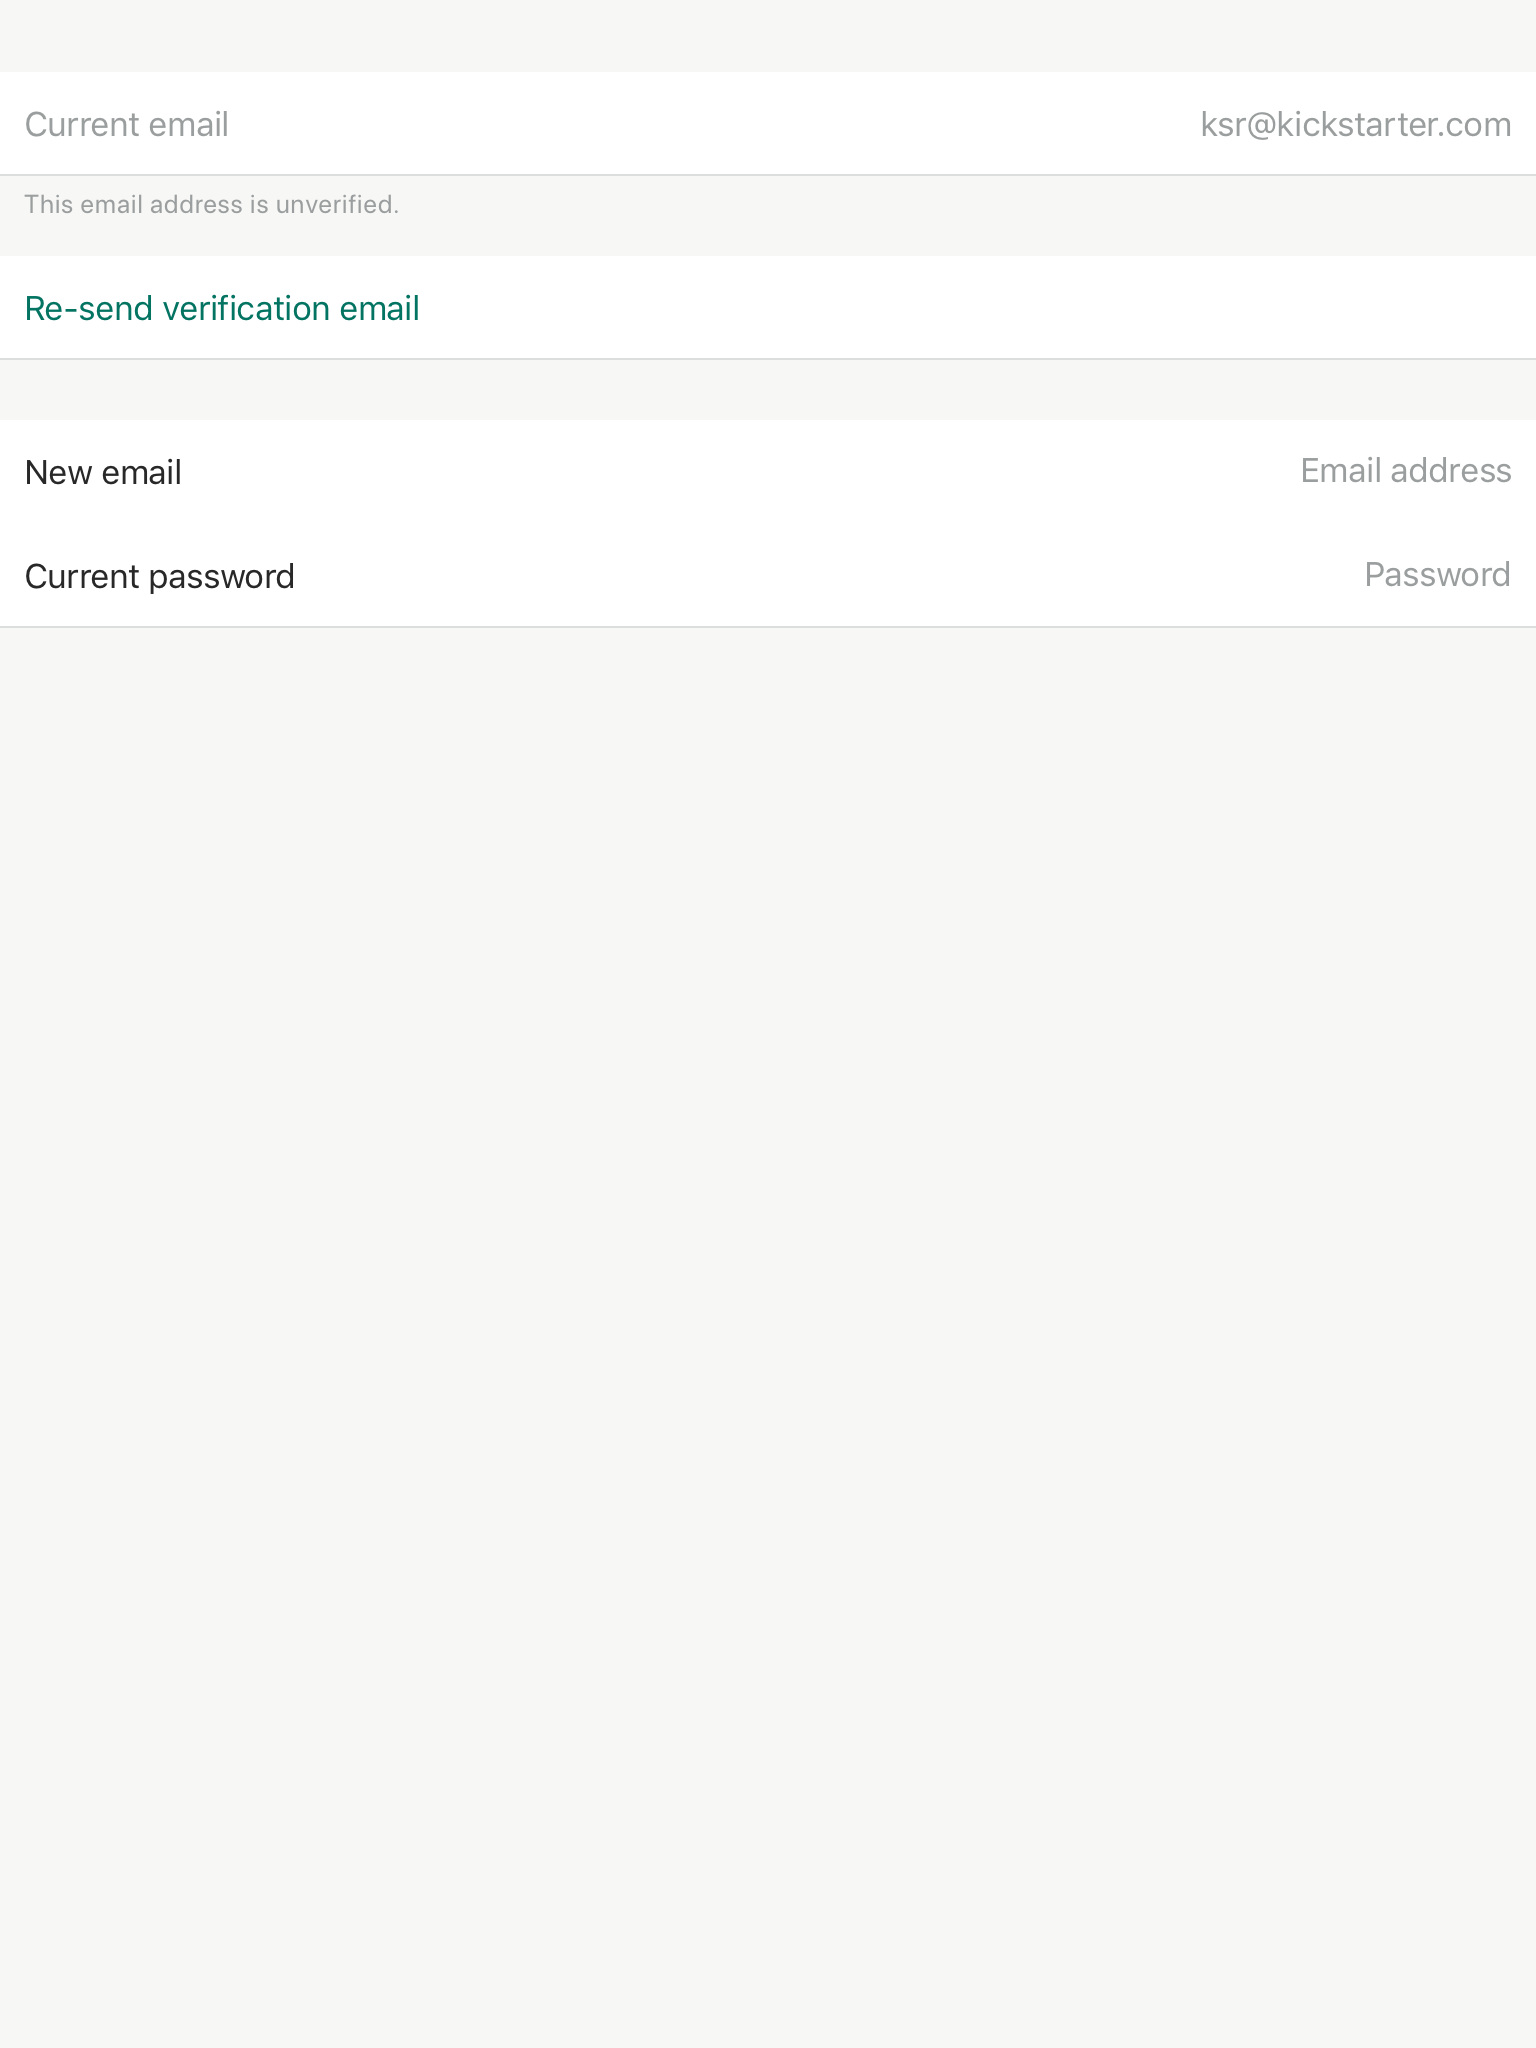 Current email ksr@kickstarter.com
This email address is unverified.
Re-send verification email
New email Email address
Current password Password